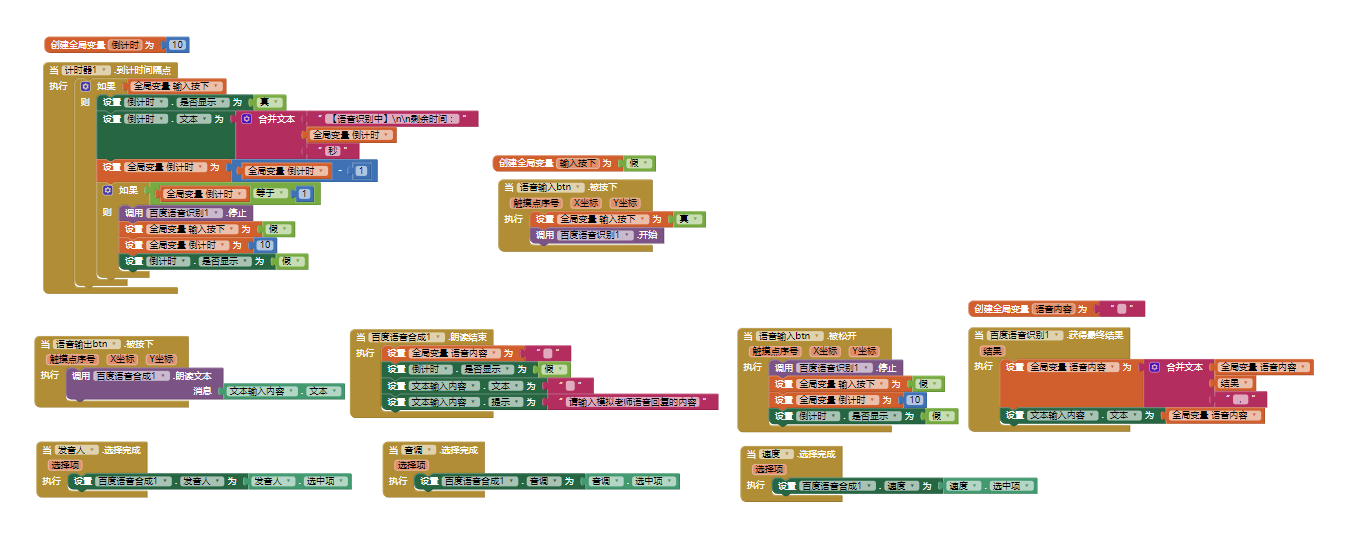 创建全局变量 倒计时 为 10
当 计时器1 .到计时间隔点
执行 如果 全局变量 输入按下
则 设置 倒计时 . 是否显示 为 真
设置 倒计时 . 文本 为 合并文本 " 【语音识别中】\n\n剩余时间： "
全局变量 倒计时
" 秒 "
设置 全局变量 倒计时 为 全局变量 倒计时 - 1
如果 全局变量 倒计时 等于 1
则 调用 百度语音识别1 .停止
设置 全局变量 输入按下 为 假
设置 全局变量 倒计时 为 10
设置 倒计时 . 是否显示 为 假
创建全局变量 输入按下 为 假
当 语音输入btn .被按下
触摸点序号 X坐标 Y坐标
执行 设置 全局变量 输入按下 为 真
调用 百度语音识别1 .开始
当 语音输出btn .被按下
触摸点序号 X坐标 Y坐标
执行 调用 百度语音合成1 .朗读文本
消息 文本输入内容 . 文本
当 百度语音合成1 .朗读结束
执行 设置 全局变量 语音内容 为 " "
设置 倒计时 . 是否显示 为 假
设置 文本输入内容 . 文本 为 " "
设置 文本输入内容 . 提示 为 " 请输入模拟老师语音回复的内容 "
当 语音输入btn .被松开
触摸点序号 X坐标 Y坐标
执行 调用 百度语音识别1 .停止
设置 全局变量 输入按下 为 假
设置 全局变量 倒计时 为 10
设置 倒计时 . 是否显示 为 假
创建全局变量 语音内容 为 " "
当 百度语音识别1 .获得最终结果
结果
执行 设置 全局变量 语音内容 为 合并文本 全局变量 语音内容
结果
" , "
设置 文本输入内容 . 文本 为 全局变量 语音内容
当 发音人 .选择完成
选择项
执行 设置 百度语音合成1 . 发音人 为 发音人 . 选中项
当 音调 .选择完成
选择项
执行 设置 百度语音合成1 . 音调 为 音调 . 选中项
当 速度 .选择完成
选择项
执行 设置 百度语音合成1 . 速度 为 速度 . 选中项